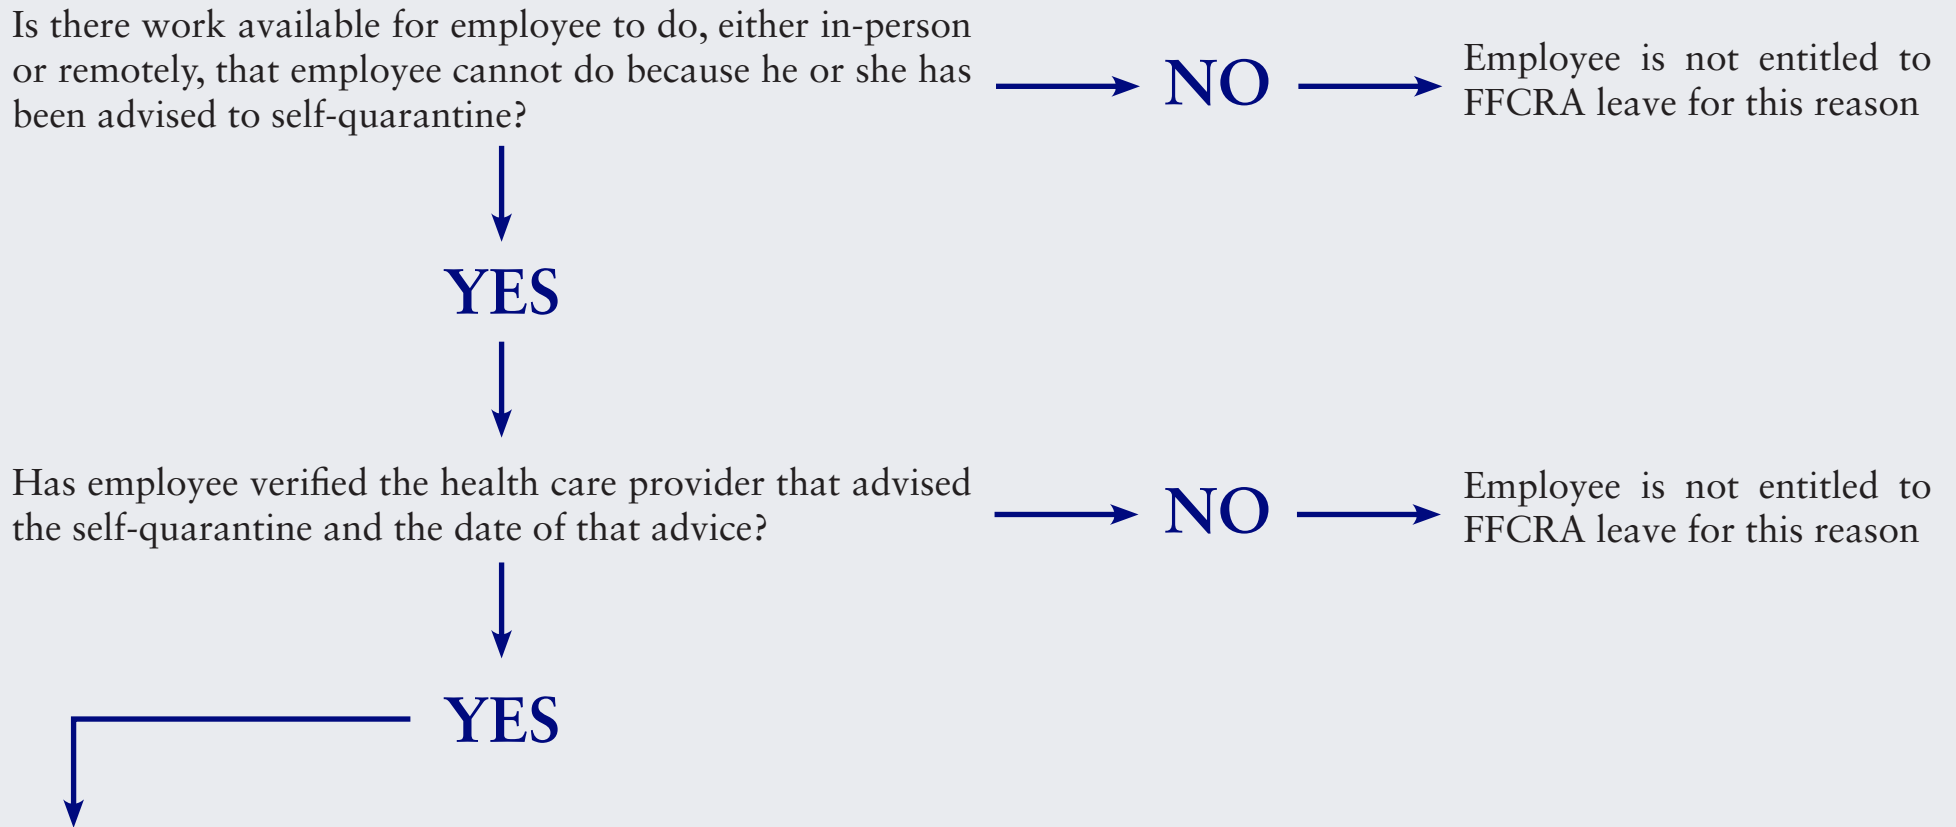 Is there work available for employee to do, either in-person
or remotely, that employee cannot do because he or she has
been advised to self-quarantine?
NO
Employee is not entitled to
FFCRA leave for this reason
YES
Has employee verified the health care provider that advised
the self-quarantine and the date of that advice?
NO
Employee is not entitled to
FFCRA leave for this reason
YES